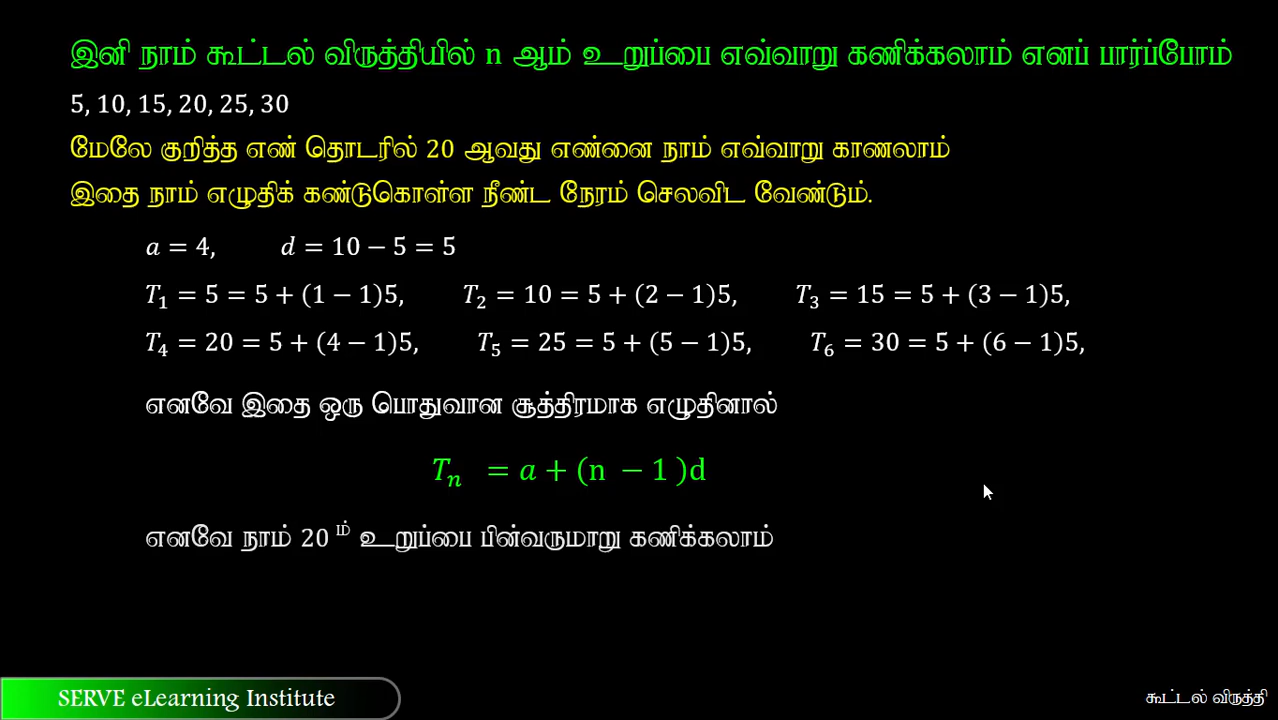 இனி நாம் கூட்டல் விருத்தியில் n ஆம் உறுப்பை எவ்வாறு கணிக்கலாம் எனப் பார்ப்போம்
5, 10, 15, 20, 25, 30
மேலே குறித்த எண் தொடரில் 20 ஆவது எண்னை நாம் எவ்வாறு காணலாம்
இதை நாம் எழுதிக் கண்டுகொள்ள நீண்ட நேரம் செலவிட வேண்டும்.
a = 4, d = 10 − 5 = 5
T₁ = 5 = 5 + (1 − 1)5, T₂ = 10 = 5 + (2 − 1)5, T₃ = 15 = 5 + (3 − 1)5,
T₄ = 20 = 5 + (4 − 1)5, T₅ = 25 = 5 + (5 − 1)5, T₆ = 30 = 5 + (6 − 1)5,
எனவே இதை ஒரு பொதுவான சூத்திரமாக எழுதினால்
Tₙ = a + (n − 1 )d
எனவே நாம் 20 ம் உறுப்பை பின்வருமாறு கணிக்கலாம்
SERVE eLearning Institute
கூட்டல் விருத்தி